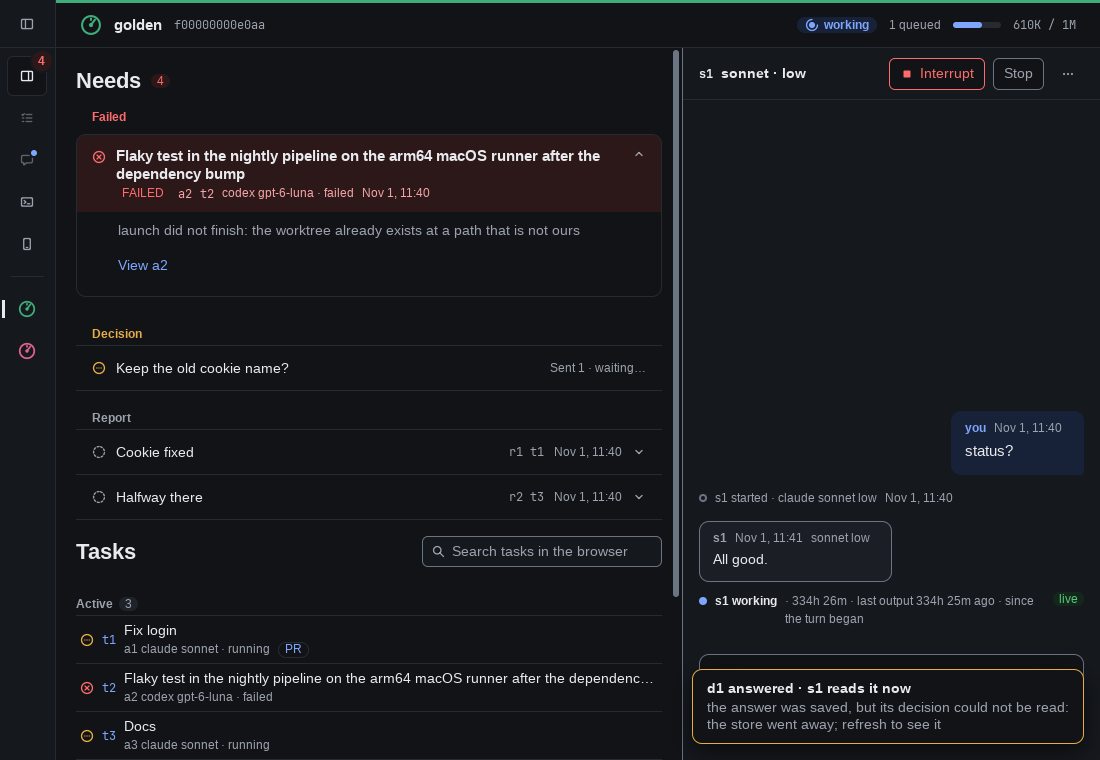 golden f00000000e0aa
working 1 queued 610K / 1M
4
Needs 4
Failed
Flaky test in the nightly pipeline on the arm64 macOS runner after the
dependency bump
FAILED a2 t2 codex gpt-6-luna · failed Nov 1, 11:40
launch did not finish: the worktree already exists at a path that is not ours
View a2
Decision
Keep the old cookie name? Sent 1 · waiting…
Report
Cookie fixed r1 t1 Nov 1, 11:40
Halfway there r2 t3 Nov 1, 11:40
Tasks
Search tasks in the browser
Active 3
t1 Fix login
a1 claude sonnet · running PR
t2 Flaky test in the nightly pipeline on the arm64 macOS runner after the dependenc…
a2 codex gpt-6-luna · failed
t3 Docs
a3 claude sonnet · running
s1 sonnet · low
Interrupt Stop
you Nov 1, 11:40
status?
s1 started · claude sonnet low Nov 1, 11:40
s1 Nov 1, 11:41 sonnet low
All good.
s1 working · 334h 26m · last output 334h 25m ago · since
the turn began
live
d1 answered · s1 reads it now
the answer was saved, but its decision could not be read:
the store went away; refresh to see it